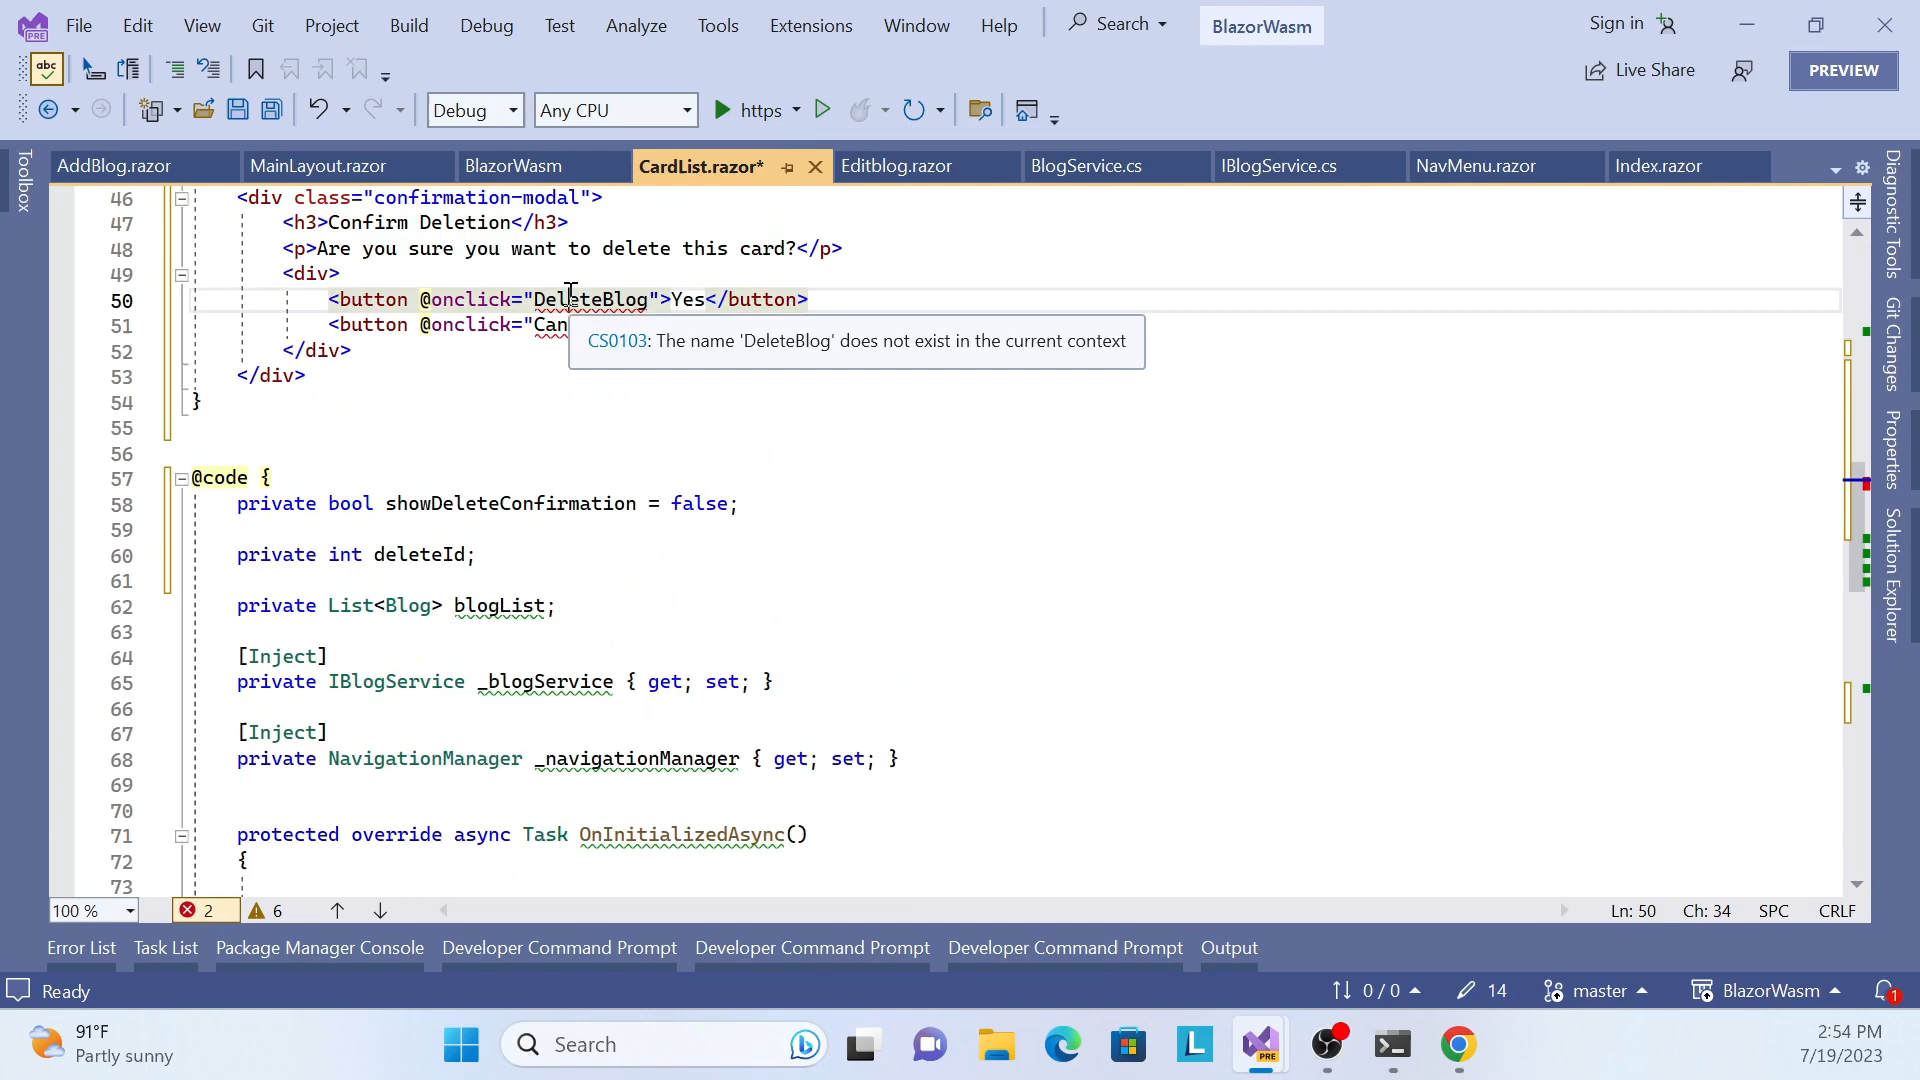 File Edit View Git Project Build Debug Test Analyze Tools Extensions Window Help Search BlazorWasm Sign in
PRE
abc
Live Share
PREVIEW
Debug Any CPU https
Toolbox
AddBlog.razor MainLayout.razor BlazorWasm CardList.razor* Editblog.razor BlogService.cs IBlogService.cs NavMenu.razor Index.razor
46 <div class="confirmation-modal">
47 <h3>Confirm Deletion</h3>
48 <p>Are you sure you want to delete this card?</p>
49 <div>
50 <button @onclick="DeleteBlog">Yes</button>
51 <button @onclick="Can
CS0103: The name 'DeleteBlog' does not exist in the current context
52 </div>
53 </div>
54 }
55
56
57 @code {
58 private bool showDeleteConfirmation = false;
59
60 private int deleteId;
61
62 private List<Blog> blogList;
63
64 [Inject]
65 private IBlogService _blogService { get; set; }
66
67 [Inject]
68 private NavigationManager _navigationManager { get; set; }
69
70
71 protected override async Task OnInitializedAsync()
72 {
73
Diagnostic Tools
Git Changes
Properties
Solution Explorer
100 % 2 6 Ln: 50 Ch: 34 SPC CRLF
Error List Task List Package Manager Console Developer Command Prompt Developer Command Prompt Developer Command Prompt Output
Ready 0 / 0 14 master BlazorWasm 1
91°F
Partly sunny
Search
L
PRE
2:54 PM
7/19/2023